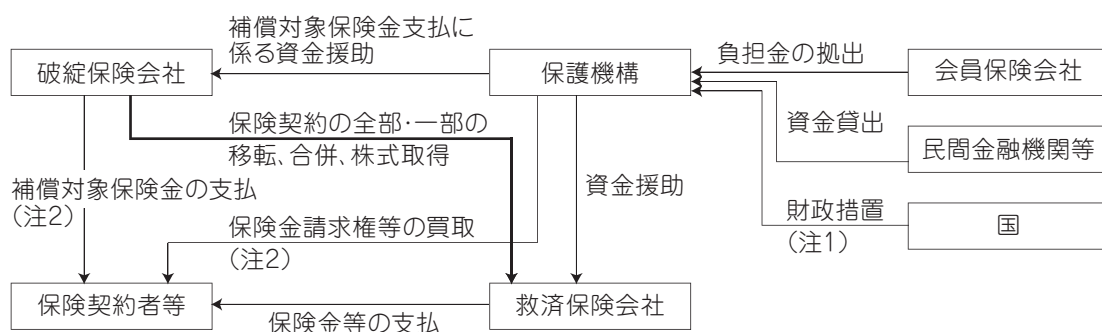 補償対象保険金支払に
係る資金援助
破綻保険会社
保護機構
負担金の拠出
会員保険会社
保険契約の全部・一部の
移転、合併、株式取得
資金貸出
民間金融機関等
補償対象保険金の支払
(注2)
資金援助
保険金請求権等の買取
(注2)
財政措置
(注1)
国
保険契約者等
救済保険会社
保険金等の支払